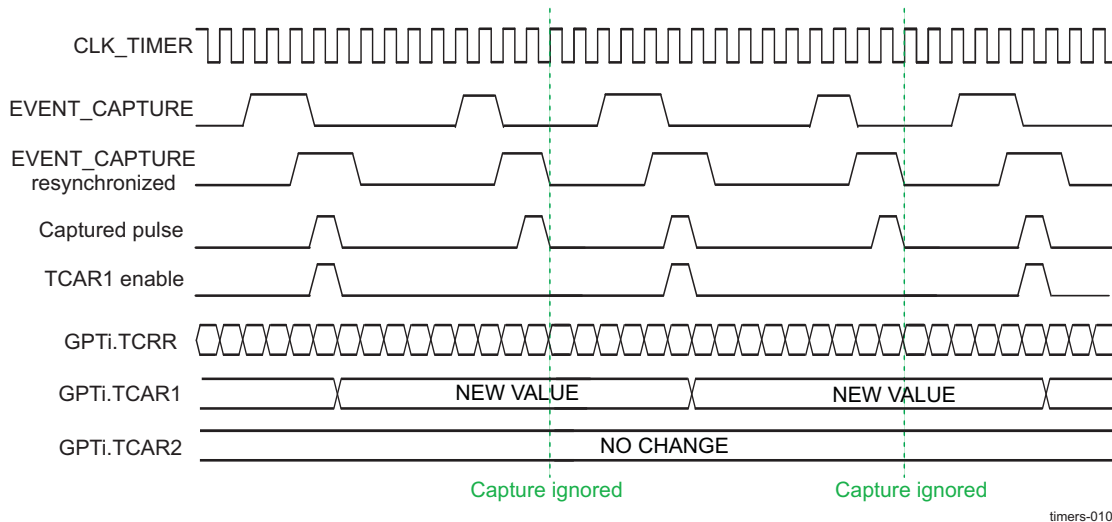 CLK_TIMER
EVENT_CAPTURE
EVENT_CAPTURE
resynchronized
Captured pulse
TCAR1 enable
GPTi.TCRR
GPTi.TCAR1
NEW VALUE
NEW VALUE
GPTi.TCAR2
NO CHANGE
Capture ignored
Capture ignored
timers-010